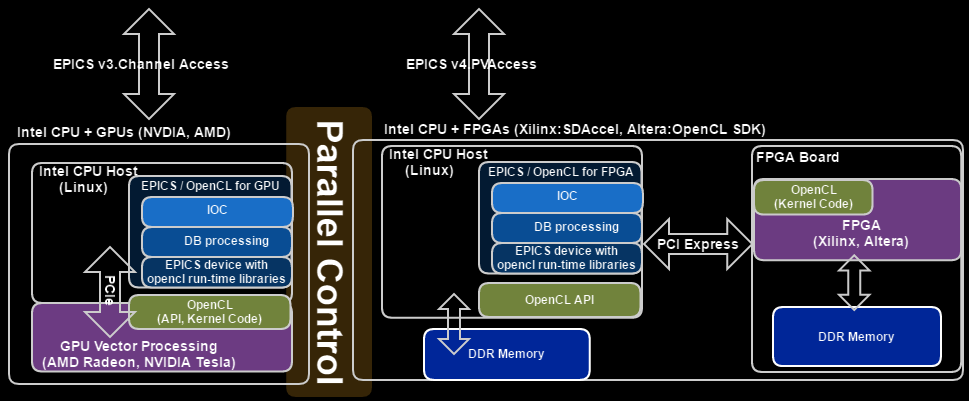 EPICS v3.Channel Access
EPICS v4.PVAccess
Intel CPU + GPUs (NVIDIA, AMD)
Intel CPU Host
(Linux)
EPICS / OpenCL for GPU
IOC
DB processing
EPICS device with
opencl run-time libraries
PCIe
OpenCL
(API, Kernel Code)
GPU Vector Processing
(AMD Radeon, NVIDIA Tesla)
Parallel Control
Intel CPU + FPGAs (Xilinx:SDAccel, Altera:OpenCL SDK)
Intel CPU Host
(Linux)
EPICS / OpenCL for FPGA
IOC
DB processing
EPICS device with
opencl run-time libraries
OpenCL API
DDR Memory
PCI Express
FPGA Board
OpenCL
(Kernel Code)
FPGA
(Xilinx, Altera)
DDR Memory